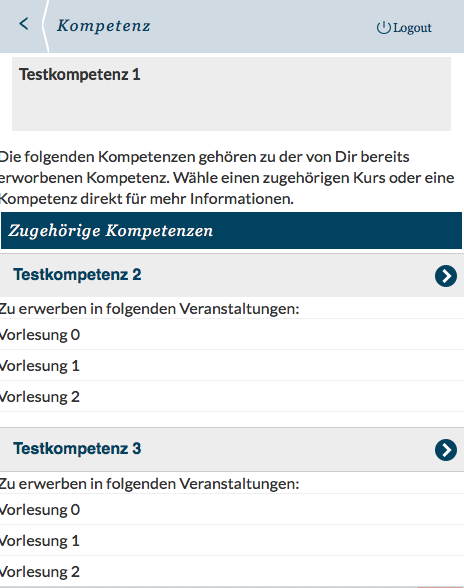 Kompetenz
Logout
Testkompetenz 1
Die folgenden Kompetenzen gehören zu der von Dir bereits
erworbenen Kompetenz. Wähle einen zugehörigen Kurs oder eine
Kompetenz direkt für mehr Informationen.
Zugehörige Kompetenzen
Testkompetenz 2
Zu erwerben in folgenden Veranstaltungen:
Vorlesung 0
Vorlesung 1
Vorlesung 2
Testkompetenz 3
Zu erwerben in folgenden Veranstaltungen:
Vorlesung 0
Vorlesung 1
Vorlesung 2